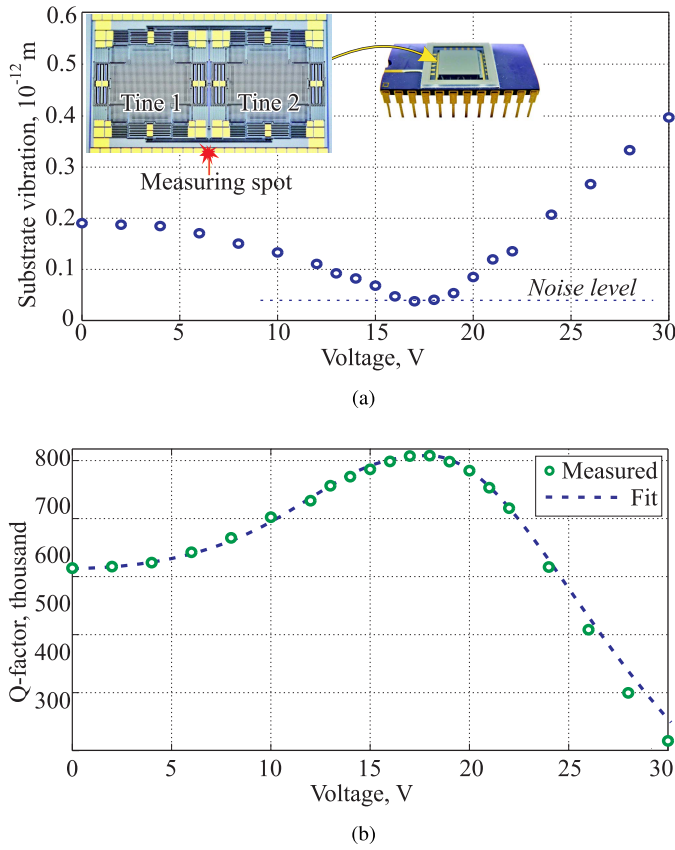 (a)
0.6
0.5
0.4
0.3
0.2
0.1
0
Substrate vibration, 10⁻¹² m
Tine 1
Tine 2
Measuring spot
Noise level
0 5 10 15 20 25 30
Voltage, V
(a)
800
700
600
500
400
300
Q-factor, thousand
Measured
Fit
0 5 10 15 20 25 30
Voltage, V
(b)